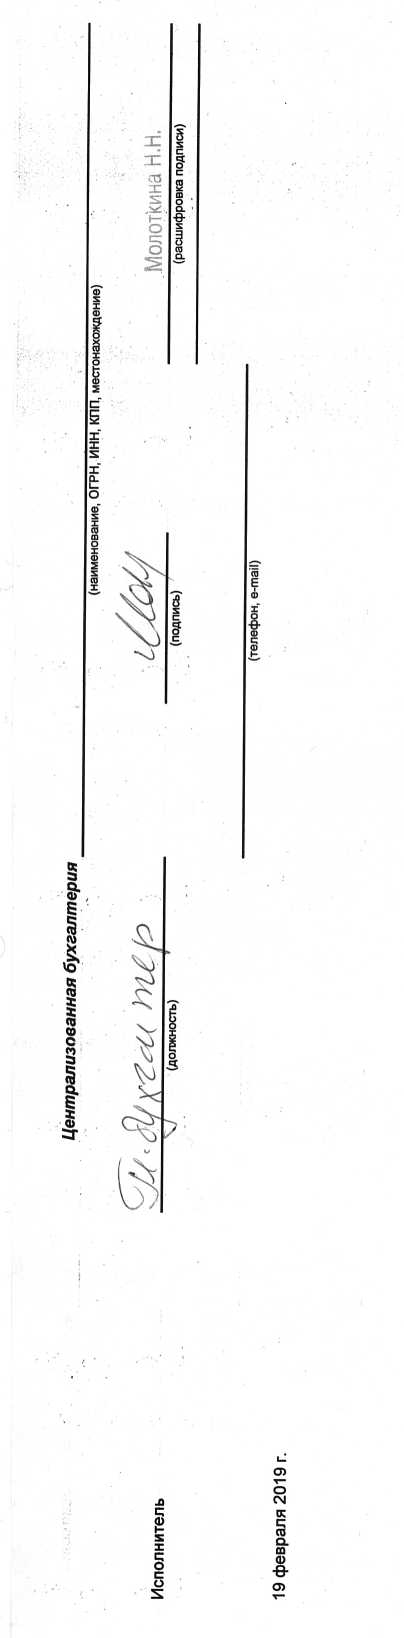 Централизованная бухгалтерия
(наименование, ОГРН, ИНН, КПП, местонахождение)
Исполнитель Гл. бухгалтер Молоткина Н.Н.
(должность) (подпись) (расшифровка подписи)
(телефон, e-mail)
19 февраля 2019 г.